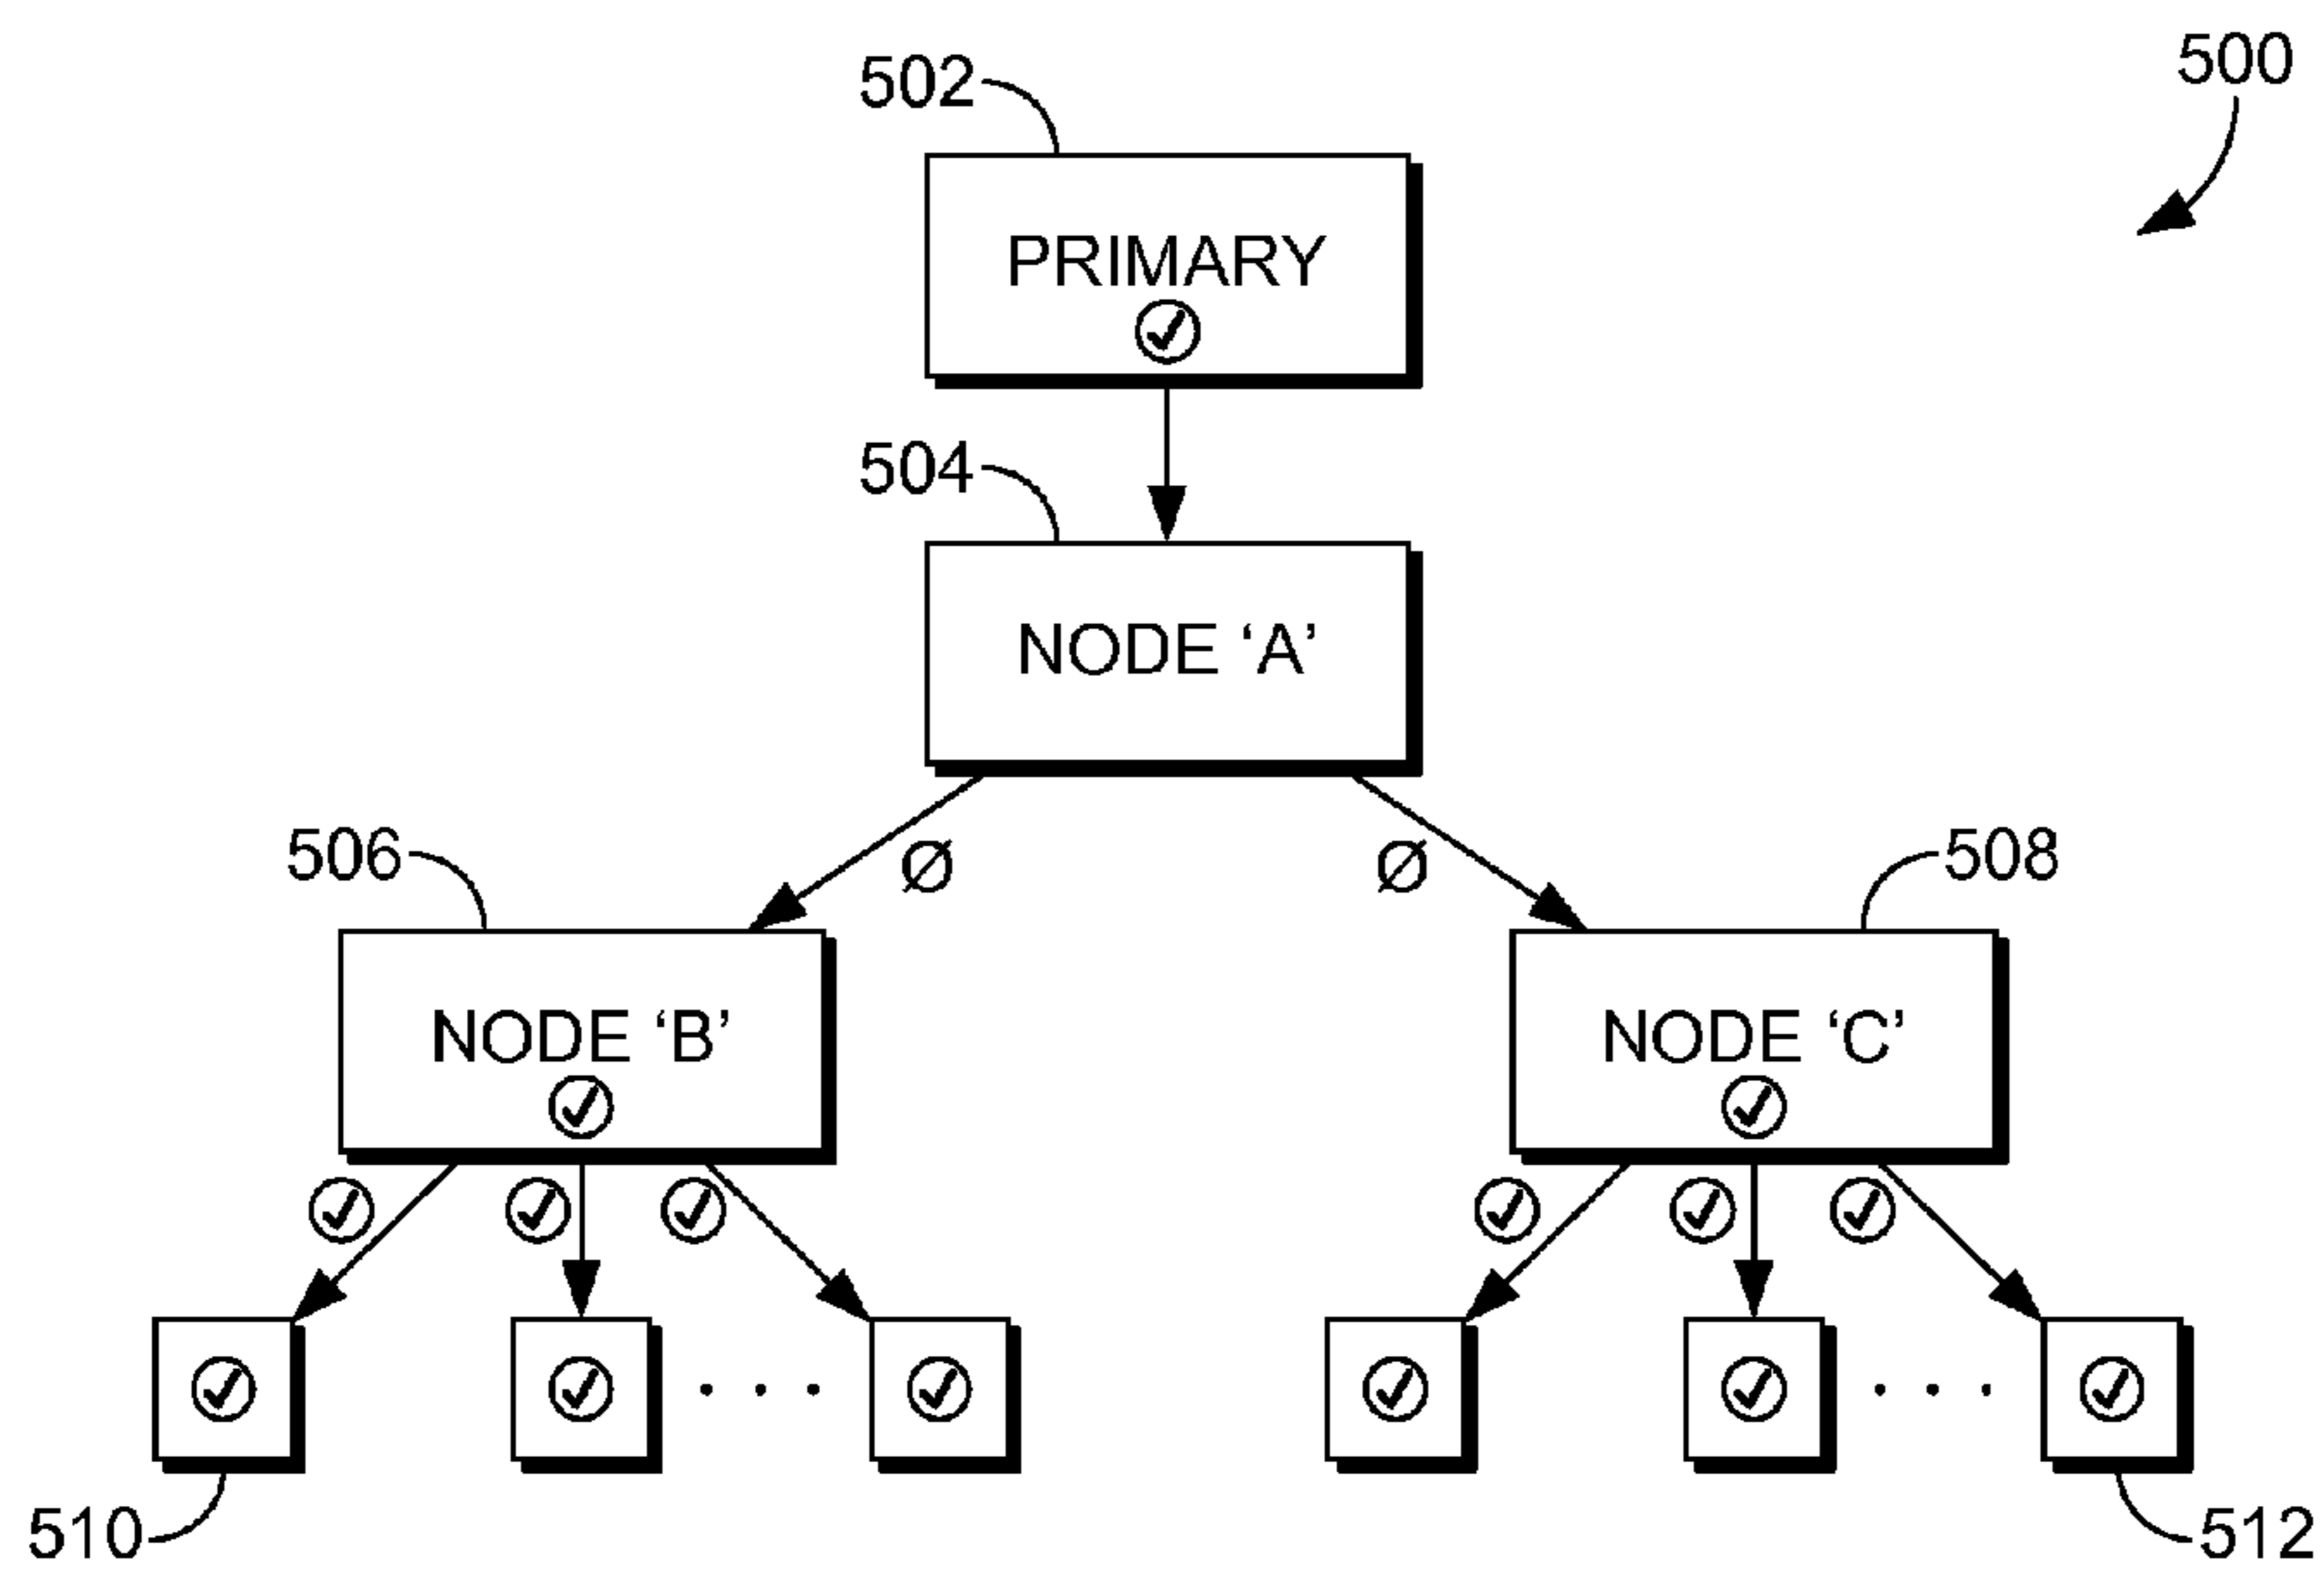 502
500
PRIMARY
504
NODE ‘A’
Ø
Ø
506
508
NODE ‘B’
NODE ‘C’
510
512